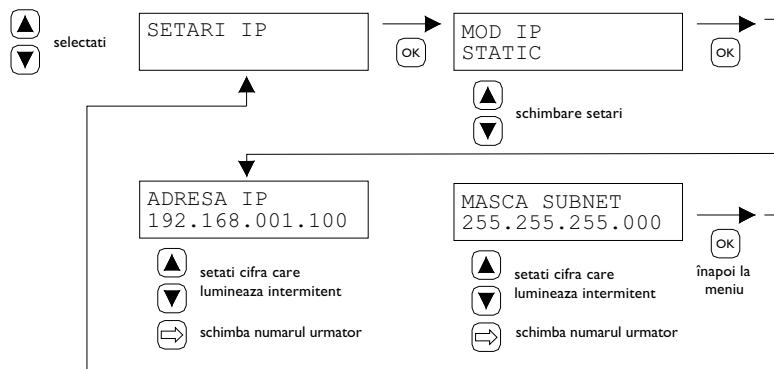 selectati
SETARI IP
OK
MOD IP
STATIC
OK
schimbare setari
ADRESA IP
192.168.001.100
setati cifra care
lumineaza intermitent
schimba numarul urmator
MASCA SUBNET
255.255.255.000
setati cifra care
lumineaza intermitent
schimba numarul urmator
OK
înapoi la
meniu